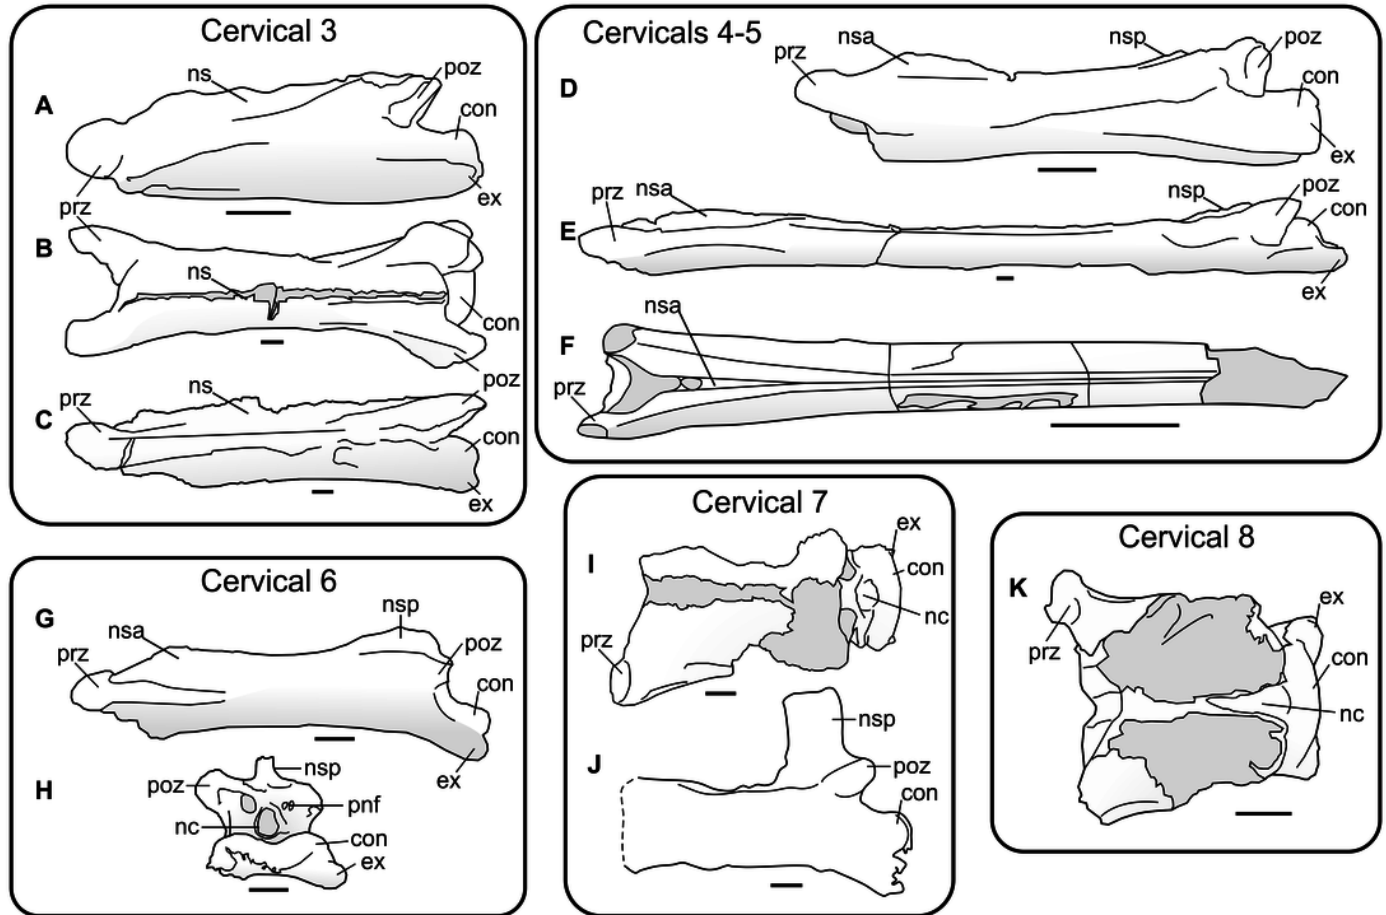 Cervical 3
A
ns
poz
con
prz
ex
B
ns
con
poz
C
prz
ns
con
ex
Cervicals 4-5
D
prz
nsa
nsp
poz
con
ex
E
prz
nsa
nsp
poz
con
ex
F
nsa
prz
Cervical 6
G
prz
nsa
nsp
poz
con
ex
H
poz
nsp
pnf
nc
con
ex
Cervical 7
I
ex
con
nc
prz
J
nsp
poz
con
Cervical 8
K
ex
prz
con
nc